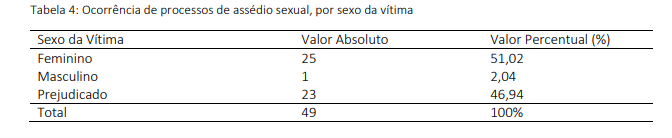 Tabela 4: Ocorrência de processos de assédio sexual, por sexo da vítima
Sexo da Vítima Valor Absoluto Valor Percentual (%)
Feminino 25 51,02
Masculino 1 2,04
Prejudicado 23 46,94
Total 49 100%